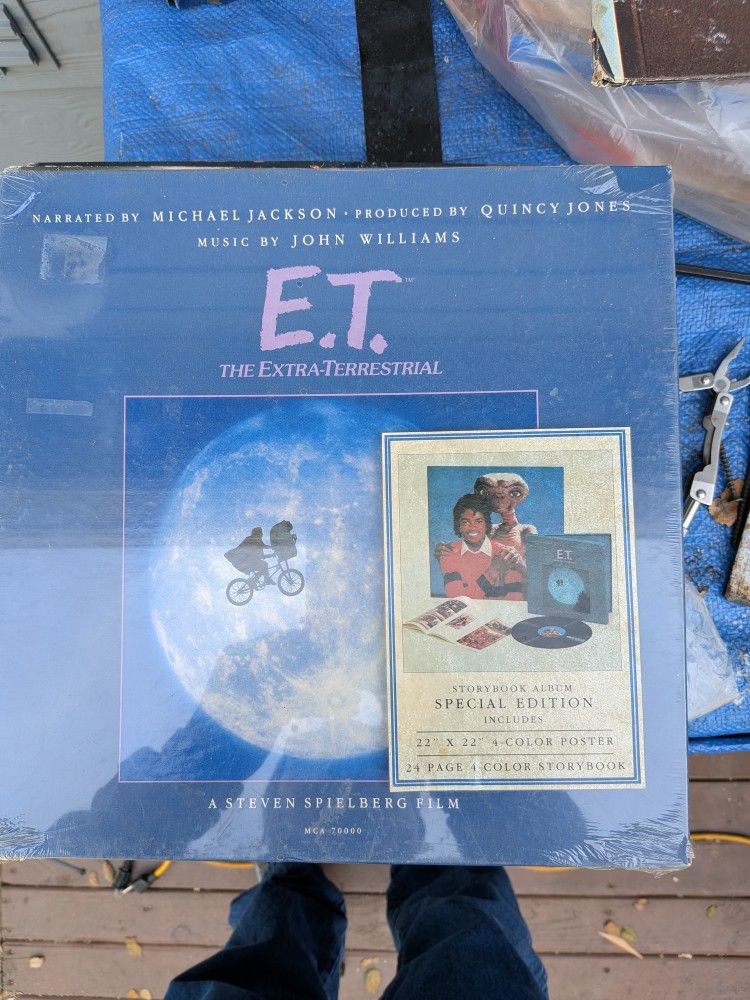 NARRATED BY MICHAEL JACKSON · PRODUCED BY QUINCY JONES
MUSIC BY JOHN WILLIAMS
E.T.™
THE EXTRA-TERRESTRIAL
E.T.
STORYBOOK ALBUM
SPECIAL EDITION
INCLUDES
22" X 22" 4-COLOR POSTER
24 PAGE 4-COLOR STORYBOOK
A STEVEN SPIELBERG FILM
MCA 70000